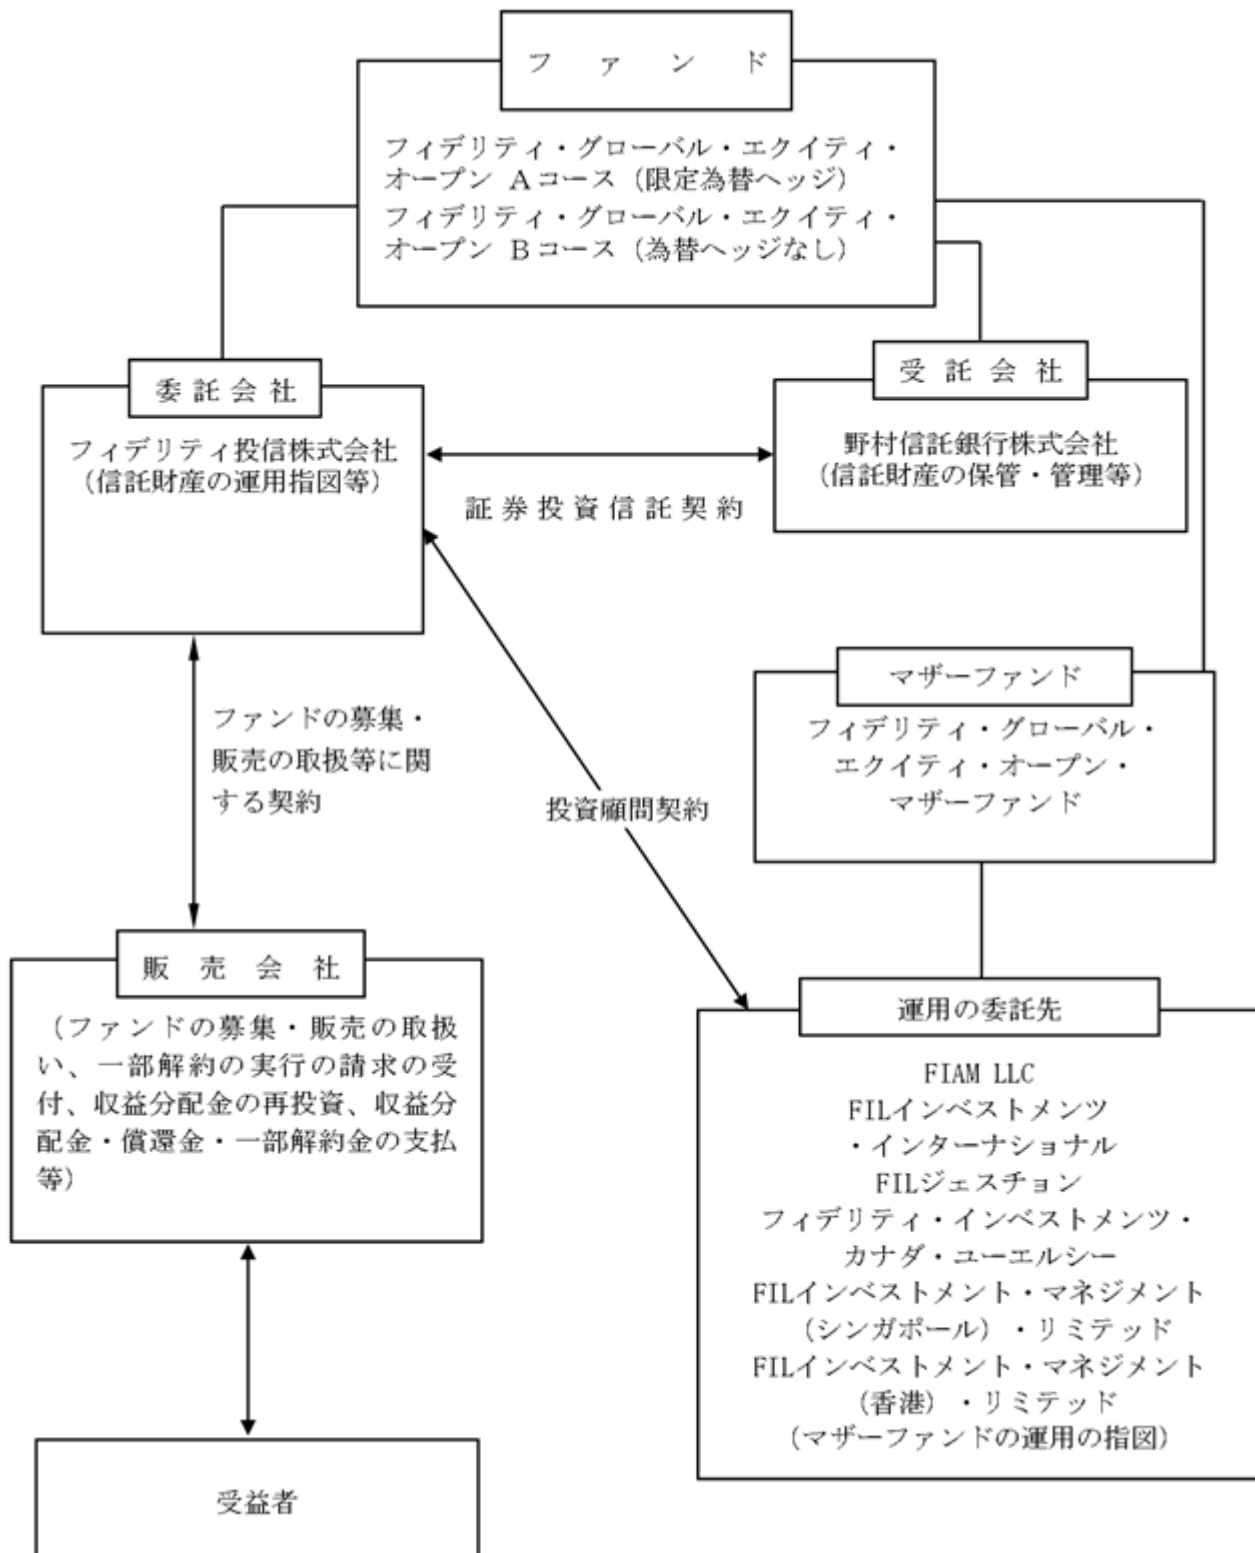 ファンド
フィデリティ・グローバル・エクイティ・
オープン Aコース（限定為替ヘッジ）
フィデリティ・グローバル・エクイティ・
オープン Bコース（為替ヘッジなし）
委託会社
フィデリティ投信株式会社
（信託財産の運用指図等）
受託会社
野村信託銀行株式会社
（信託財産の保管・管理等）
証券投資信託契約
ファンドの募集・
販売の取扱等に関
する契約
投資顧問契約
マザーファンド
フィデリティ・グローバル・
エクイティ・オープン・
マザーファンド
販売会社
（ファンドの募集・販売の取扱
い、一部解約の実行の請求の受
付、収益分配金の再投資、収益分
配金・償還金・一部解約金の支払
等）
運用の委託先
FIAM LLC
FILインベストメンツ
・インターナショナル
FILジェスチョン
フィデリティ・インベストメンツ・
カナダ・ユーエルシー
FILインベストメント・マネジメント
（シンガポール）・リミテッド
FILインベストメント・マネジメント
（香港）・リミテッド
（マザーファンドの運用の指図）
受益者